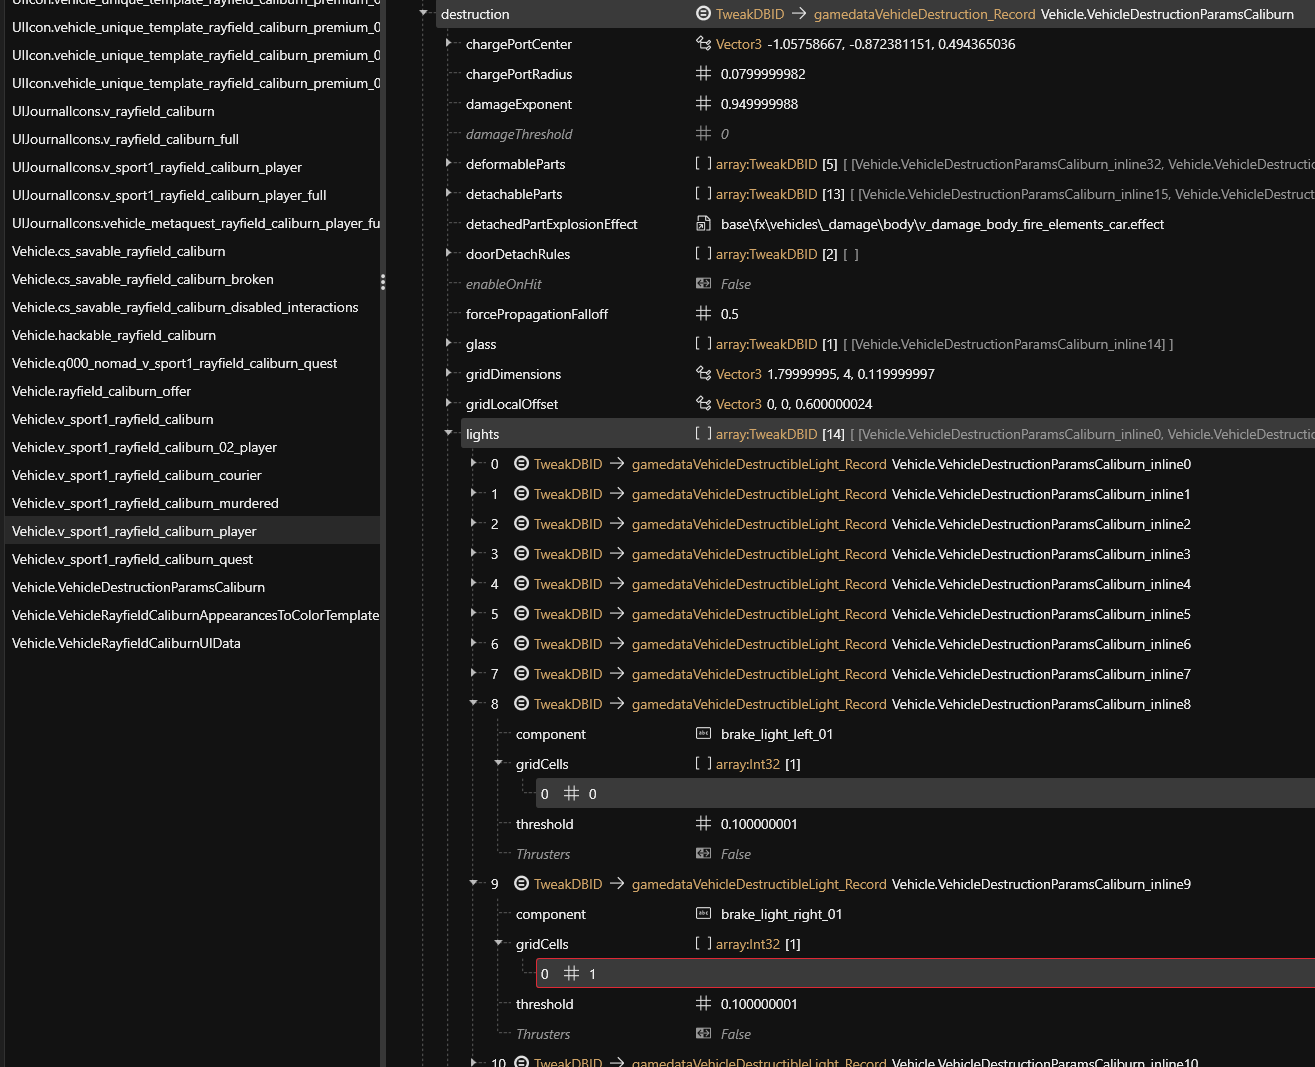 UIIcon.vehicle_unique_template_rayfield_caliburn_premium_0
UIIcon.vehicle_unique_template_rayfield_caliburn_premium_0
UIIcon.vehicle_unique_template_rayfield_caliburn_premium_0
UIIcon.vehicle_unique_template_rayfield_caliburn_premium_0
UIJournalIcons.v_rayfield_caliburn
UIJournalIcons.v_rayfield_caliburn_full
UIJournalIcons.v_sport1_rayfield_caliburn_player
UIJournalIcons.v_sport1_rayfield_caliburn_player_full
UIJournalIcons.vehicle_metaquest_rayfield_caliburn_player_fu
Vehicle.cs_savable_rayfield_caliburn
Vehicle.cs_savable_rayfield_caliburn_broken
Vehicle.cs_savable_rayfield_caliburn_disabled_interactions
Vehicle.hackable_rayfield_caliburn
Vehicle.q000_nomad_v_sport1_rayfield_caliburn_quest
Vehicle.rayfield_caliburn_offer
Vehicle.v_sport1_rayfield_caliburn
Vehicle.v_sport1_rayfield_caliburn_02_player
Vehicle.v_sport1_rayfield_caliburn_courier
Vehicle.v_sport1_rayfield_caliburn_murdered
Vehicle.v_sport1_rayfield_caliburn_player
Vehicle.v_sport1_rayfield_caliburn_quest
Vehicle.VehicleDestructionParamsCaliburn
Vehicle.VehicleRayfieldCaliburnAppearancesToColorTemplate
Vehicle.VehicleRayfieldCaliburnUIData
destruction TweakDBID → gamedataVehicleDestruction_Record Vehicle.VehicleDestructionParamsCaliburn
chargePortCenter Vector3 -1.05758667, -0.872381151, 0.494365036
chargePortRadius # 0.0799999982
damageExponent # 0.949999988
damageThreshold # 0
deformableParts [ ] array:TweakDBID [5] [ [Vehicle.VehicleDestructionParamsCaliburn_inline32, Vehicle.VehicleDestructio
detachableParts [ ] array:TweakDBID [13] [ [Vehicle.VehicleDestructionParamsCaliburn_inline15, Vehicle.VehicleDestruct
detachedPartExplosionEffect base\fx\vehicles\_damage\body\v_damage_body_fire_elements_car.effect
doorDetachRules [ ] array:TweakDBID [2] [ ]
enableOnHit False
forcePropagationFalloff # 0.5
glass [ ] array:TweakDBID [1] [ [Vehicle.VehicleDestructionParamsCaliburn_inline14] ]
gridDimensions Vector3 1.79999995, 4, 0.119999997
gridLocalOffset Vector3 0, 0, 0.600000024
lights [ ] array:TweakDBID [14] [ [Vehicle.VehicleDestructionParamsCaliburn_inline0, Vehicle.VehicleDestructio
0 TweakDBID → gamedataVehicleDestructibleLight_Record Vehicle.VehicleDestructionParamsCaliburn_inline0
1 TweakDBID → gamedataVehicleDestructibleLight_Record Vehicle.VehicleDestructionParamsCaliburn_inline1
2 TweakDBID → gamedataVehicleDestructibleLight_Record Vehicle.VehicleDestructionParamsCaliburn_inline2
3 TweakDBID → gamedataVehicleDestructibleLight_Record Vehicle.VehicleDestructionParamsCaliburn_inline3
4 TweakDBID → gamedataVehicleDestructibleLight_Record Vehicle.VehicleDestructionParamsCaliburn_inline4
5 TweakDBID → gamedataVehicleDestructibleLight_Record Vehicle.VehicleDestructionParamsCaliburn_inline5
6 TweakDBID → gamedataVehicleDestructibleLight_Record Vehicle.VehicleDestructionParamsCaliburn_inline6
7 TweakDBID → gamedataVehicleDestructibleLight_Record Vehicle.VehicleDestructionParamsCaliburn_inline7
8 TweakDBID → gamedataVehicleDestructibleLight_Record Vehicle.VehicleDestructionParamsCaliburn_inline8
component abc brake_light_left_01
gridCells [ ] array:Int32 [1]
0 # 0
threshold # 0.100000001
Thrusters False
9 TweakDBID → gamedataVehicleDestructibleLight_Record Vehicle.VehicleDestructionParamsCaliburn_inline9
component abc brake_light_right_01
gridCells [ ] array:Int32 [1]
0 # 1
threshold # 0.100000001
Thrusters False
10 TweakDBID → gamedataVehicleDestructibleLight_Record Vehicle.VehicleDestructionParamsCaliburn_inline10